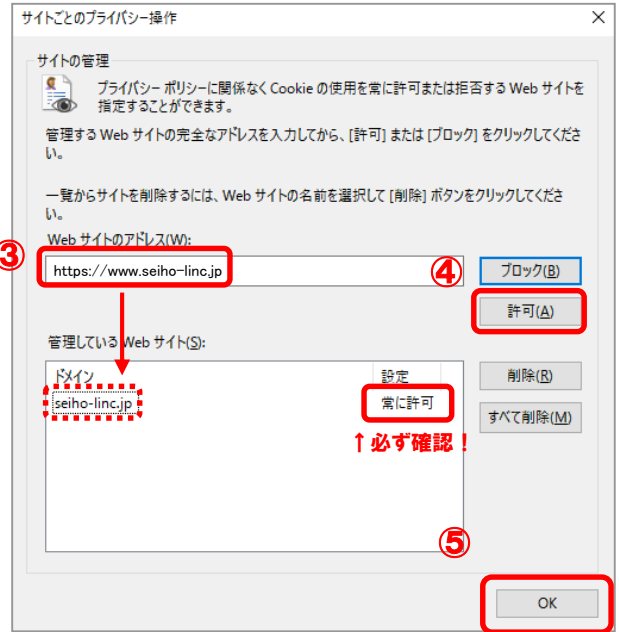 サイトごとのプライバシー操作
サイトの管理
プライバシー ポリシーに関係なく Cookie の使用を常に許可または拒否する Web サイトを
指定することができます。
管理する Web サイトの完全なアドレスを入力してから、[許可] または [ブロック] をクリックしてくださ
い。
一覧からサイトを削除するには、Web サイトの名前を選択して [削除] ボタンをクリックしてくださ
い。
Web サイトのアドレス(W):
③
https://www.seiho-linc.jp
④
ブロック(B)
許可(A)
管理している Web サイト(S):
ドメイン 設定
seiho-linc.jp 常に許可
削除(R)
すべて削除(M)
↑必ず確認！
⑤
OK